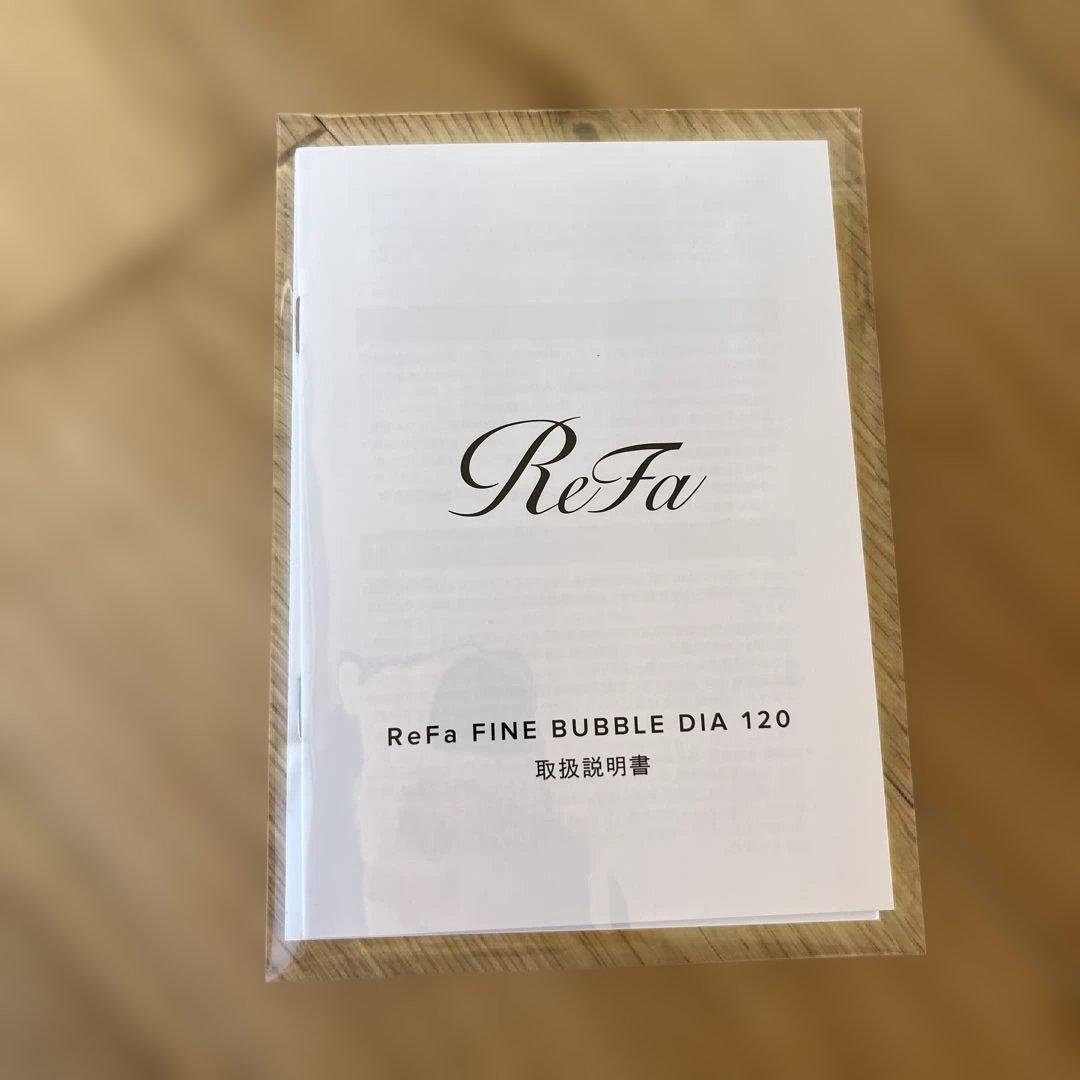 ReFa
ReFa FINE BUBBLE DIA 120
取扱説明書